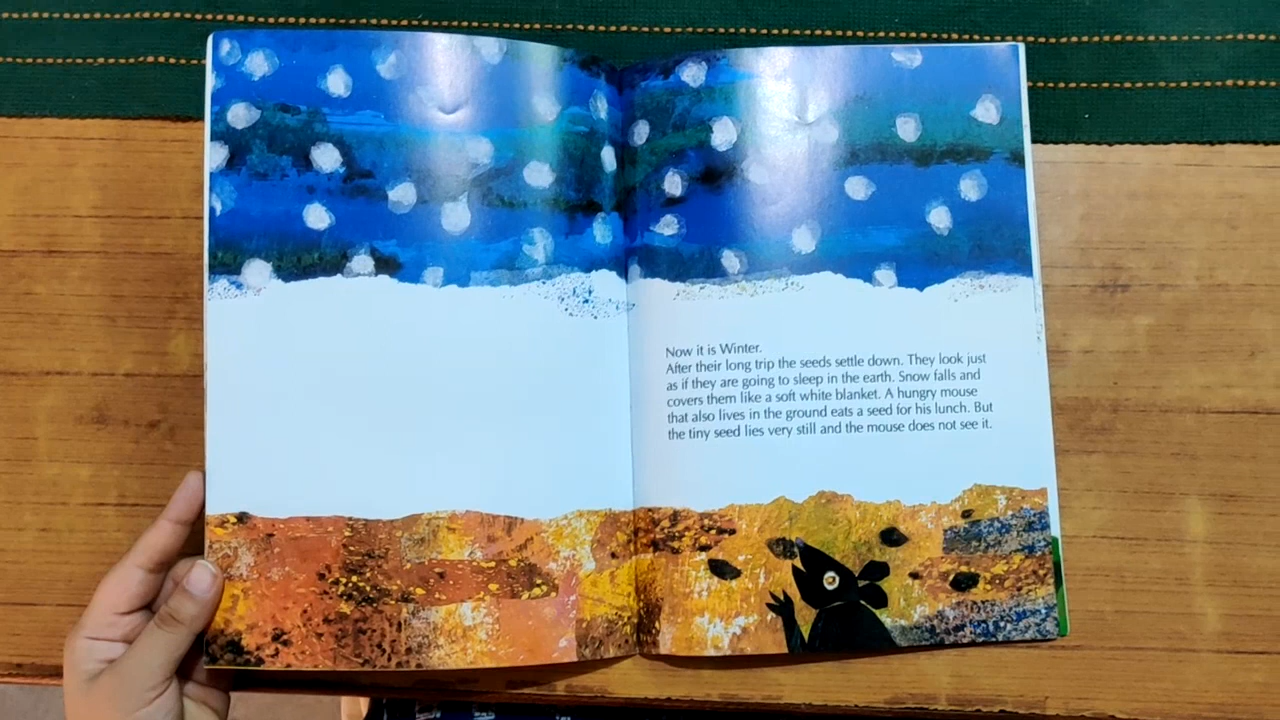 Now it is Winter.
After their long trip the seeds settle down. They look just
as if they are going to sleep in the earth. Snow falls and
covers them like a soft white blanket. A hungry mouse
that also lives in the ground eats a seed for his lunch. But
the tiny seed lies very still and the mouse does not see it.